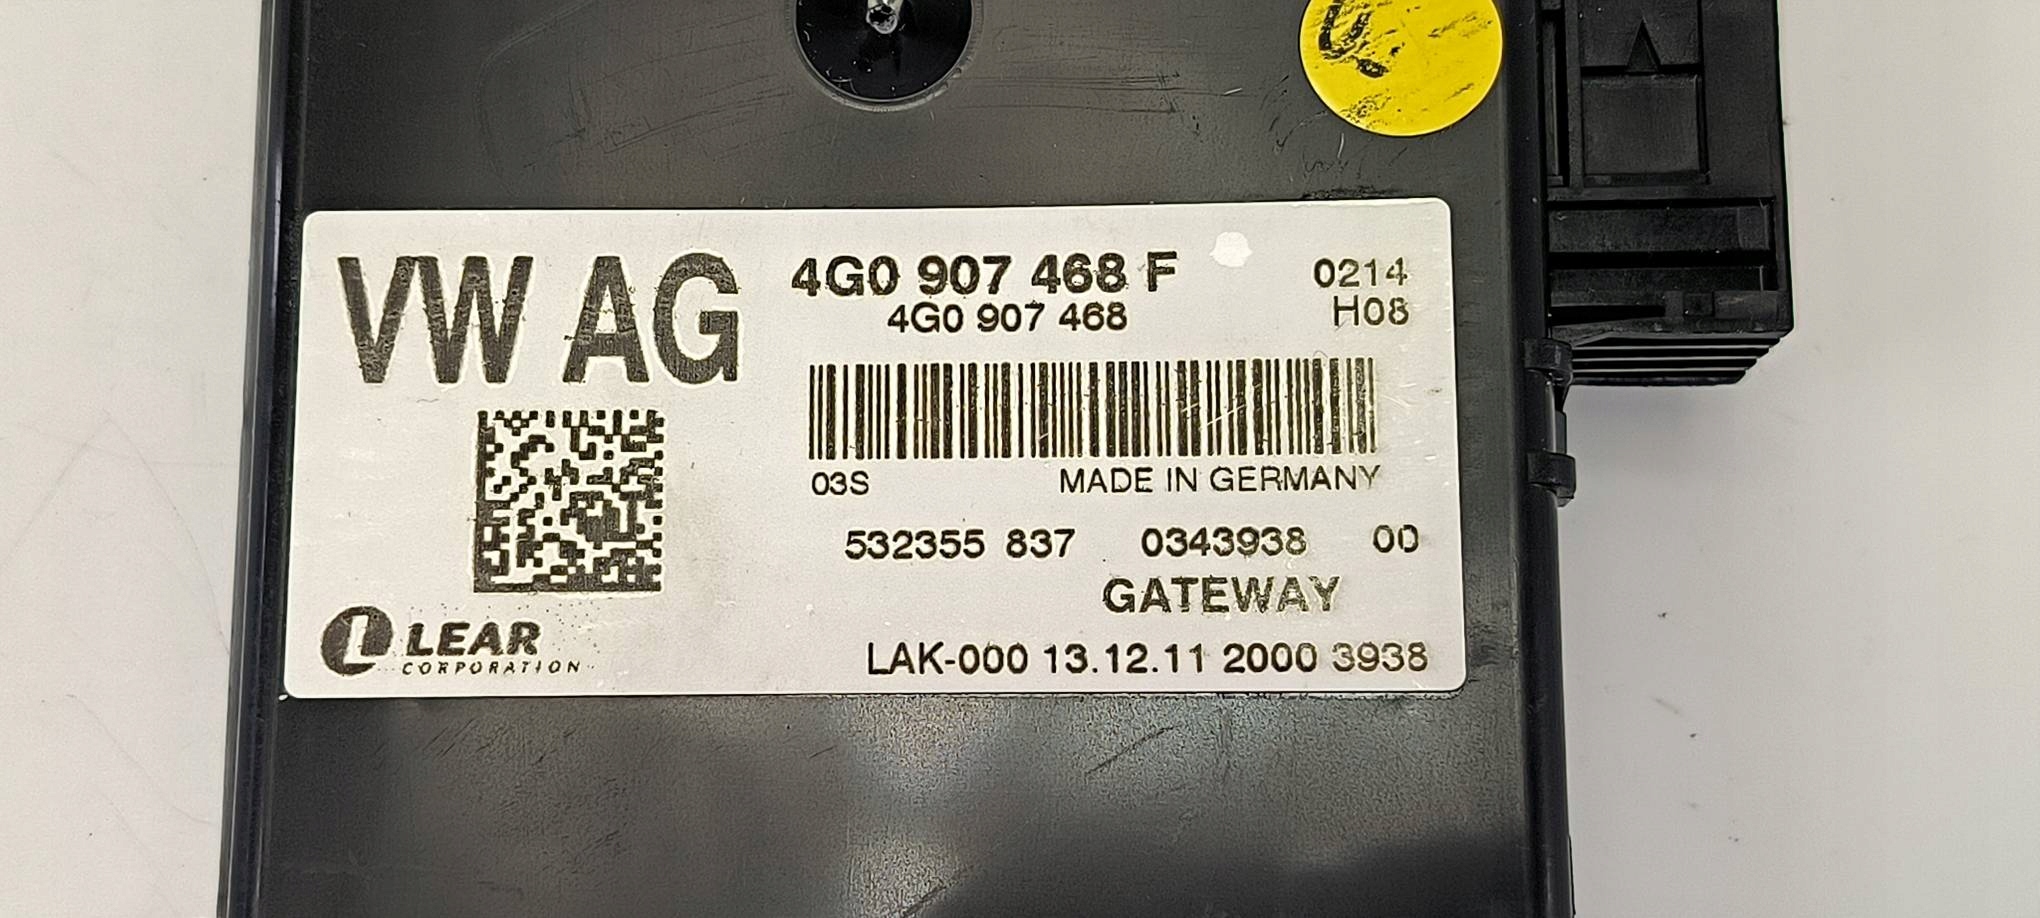 VW AG
4G0 907 468 F
0214
4G0 907 468
H08
03S
MADE IN GERMANY
532355 837 0343938 00
GATEWAY
LEAR
CORPORATION
LAK-000 13.12.11 2000 3938